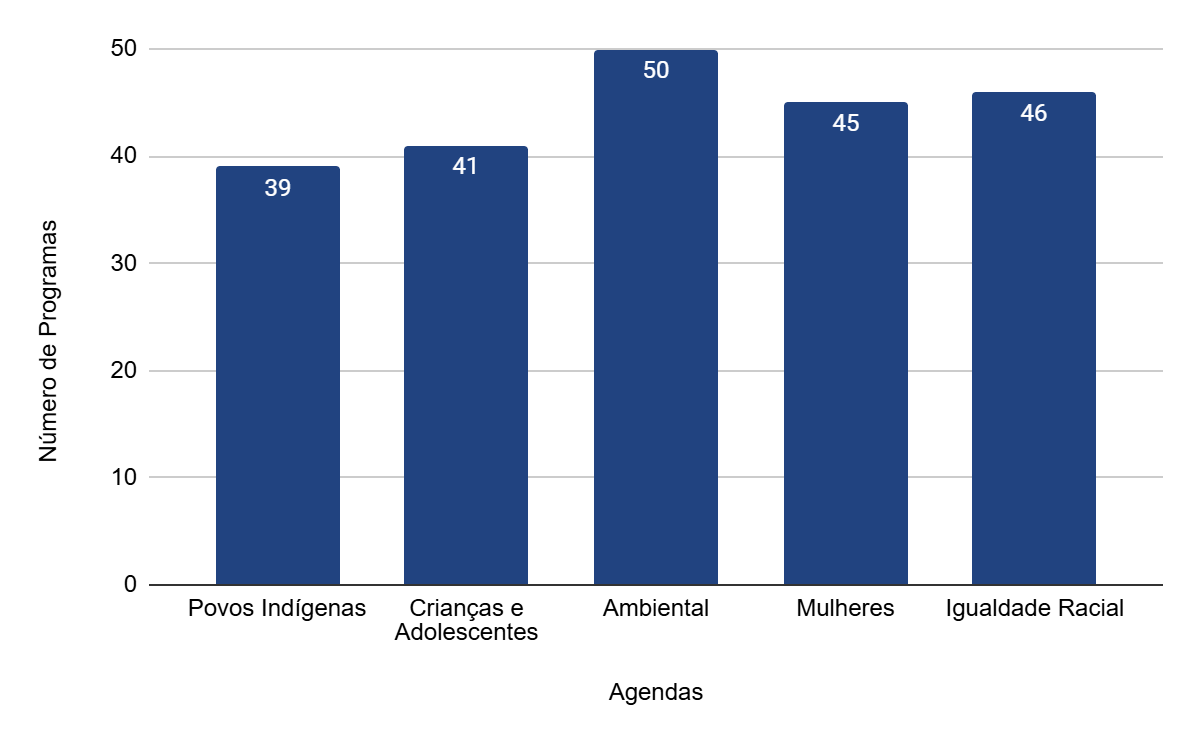 Número de Programas
50
40
30
20
10
0
39
41
50
45
46
Povos Indígenas
Crianças e
Adolescentes
Ambiental
Mulheres
Igualdade Racial
Agendas